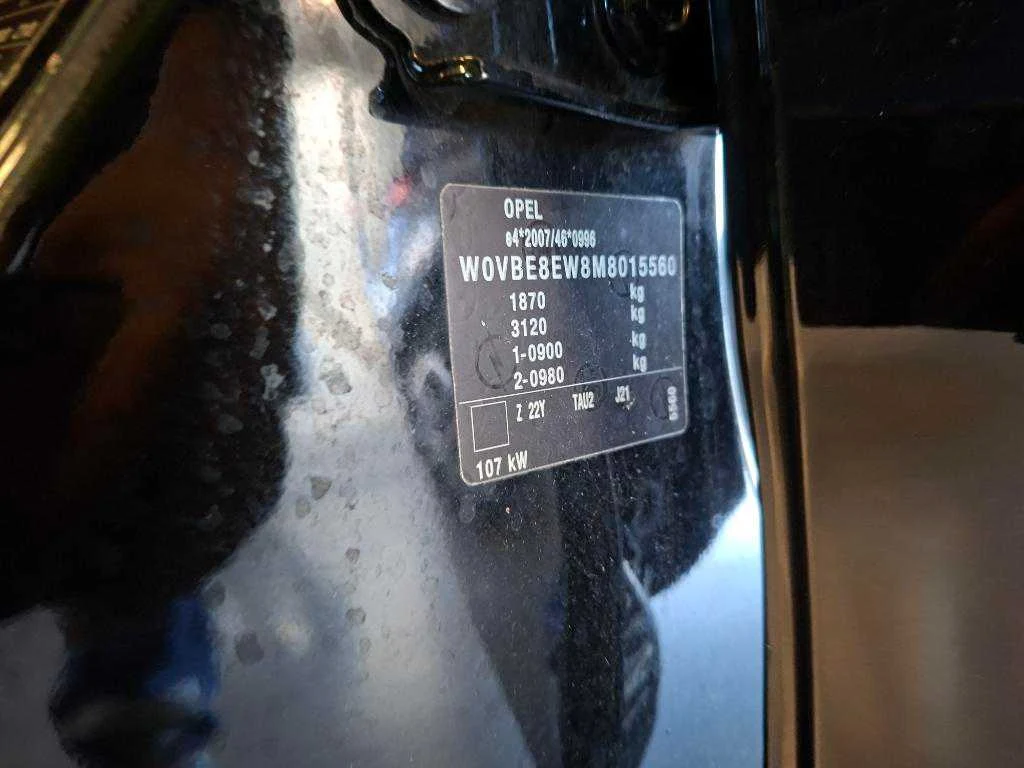 OPEL
e4*2007/46*0996
W0VBE8EW8M8015560
1870 kg
3120 kg
1-0900 kg
2-0980 kg
Z 22Y TAU2 J21
107 kW